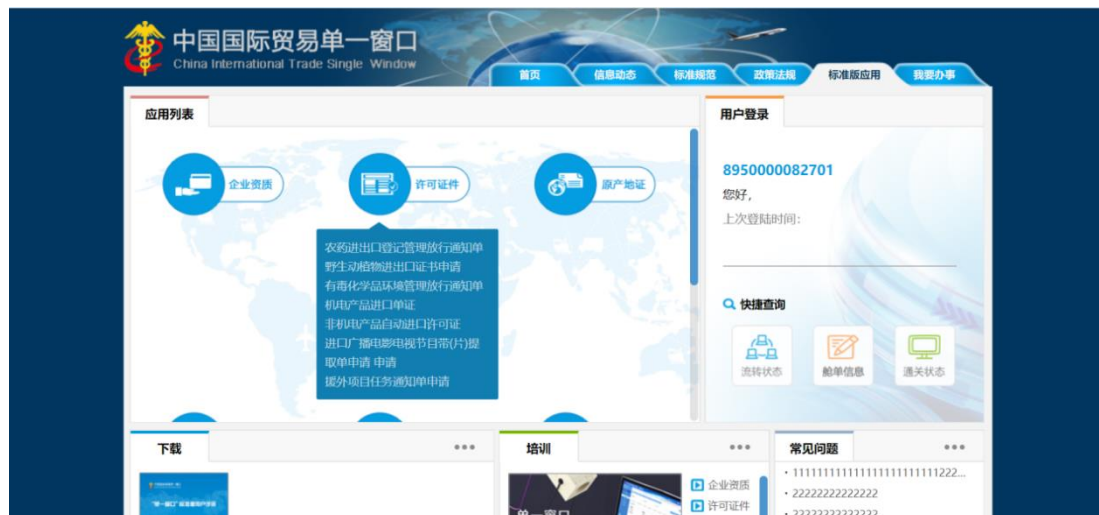 中国国际贸易单一窗口
China International Trade Single Window
首页
信息动态
标准规范
政策法规
标准版应用
我要办事
应用列表
企业资质
许可证件
原产地证
农药进出口登记管理放行通知单
野生动植物进出口证书申请
有毒化学品环境管理放行通知单
机电产品进口单证
非机电产品自动进口许可证
进口广播电影电视节目带(片)提
取单申请 申请
援外项目任务通知单申请
用户登录
8950000082701
您好，
上次登陆时间：
快捷查询
流转状态
舱单信息
通关状态
下载
培训
单一窗口
企业资质
许可证件
常见问题
222222222222222